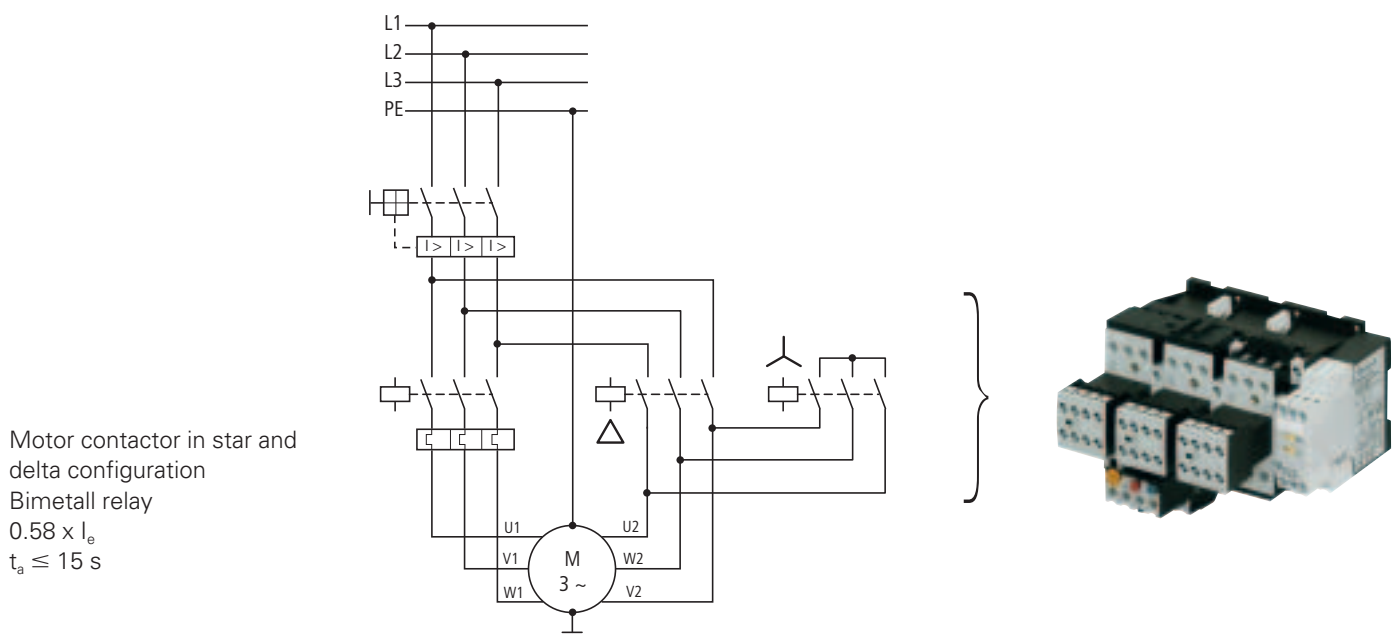 L1
L2
L3
PE
I > I > I >
Motor contactor in star and
delta configuration
Bimetall relay
0.58 x Iₑ
tₐ ≤ 15 s
U1 U2
V1 M W2
3 ~
W1 V2